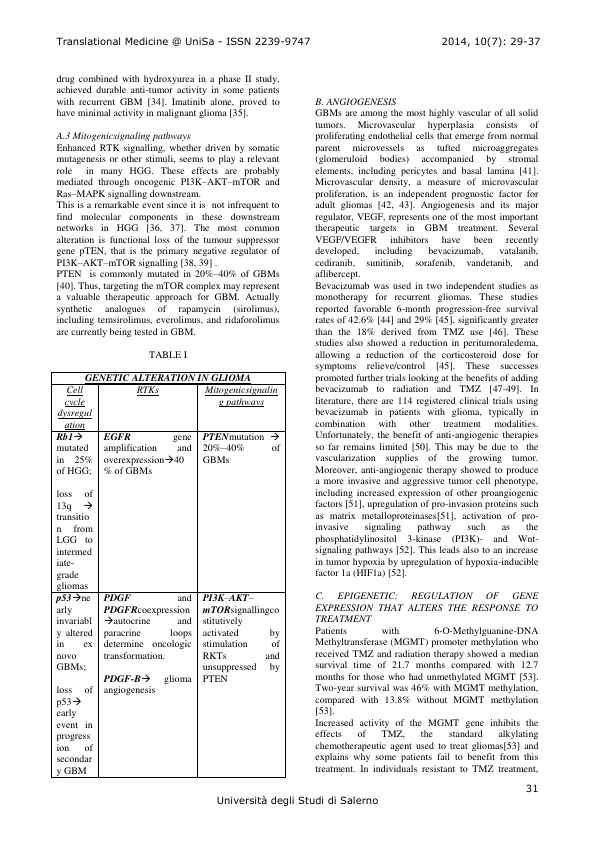 Translational Medicine @ UniSa - ISSN 2239-9747 2014, 10(7): 29-37
drug combined with hydroxyurea in a phase II study,
achieved durable anti-tumor activity in some patients
with recurrent GBM [34]. Imatinib alone, proved to
have minimal activity in malignant glioma [35].
A.3 Mitogenicsignaling pathways
Enhanced RTK signalling, whether driven by somatic
mutagenesis or other stimuli, seems to play a relevant
role in many HGG. These effects are probably
mediated through oncogenic PI3K–AKT–mTOR and
Ras–MAPK signalling downstream.
This is a remarkable event since it is not infrequent to
find molecular components in these downstream
networks in HGG [36, 37]. The most common
alteration is functional loss of the tumour suppressor
gene pTEN, that is the primary negative regulator of
PI3K–AKT–mTOR signalling [38, 39] .
PTEN is commonly mutated in 20%–40% of GBMs
[40]. Thus, targeting the mTOR complex may represent
a valuable therapeutic approach for GBM. Actually
synthetic analogues of rapamycin (sirolimus),
including temsirolimus, everolimus, and ridaforolimus
are currently being tested in GBM.
TABLE I
GENETIC ALTERATION IN GLIOMA
Cell
cycle
dysregul
ation
RTKs
Mitogenicsignalin
g pathways
Rb1→
mutated
in 25%
of HGG;
loss of
13q →
transitio
n from
LGG to
intermed
iate-
grade
gliomas
EGFR gene
amplification and
overexpression→40
% of GBMs
PTENmutation →
20%–40% of
GBMs
p53→ne
arly
invariabl
y altered
in ex
novo
GBMs;
loss of
p53→
early
event in
progress
ion of
secondar
y GBM
PDGF and
PDGFRcoexpression
→autocrine and
paracrine loops
determine oncologic
transformation.
PDGF-B→ glioma
angiogenesis
PI3K–AKT–
mTORsignallingco
stitutively
activated by
stimulation of
RKTs and
unsuppressed by
PTEN
B. ANGIOGENESIS
GBMs are among the most highly vascular of all solid
tumors. Microvascular hyperplasia consists of
proliferating endothelial cells that emerge from normal
parent microvessels as tufted microaggregates
(glomeruloid bodies) accompanied by stromal
elements, including pericytes and basal lamina [41].
Microvascular density, a measure of microvascular
proliferation, is an independent prognostic factor for
adult gliomas [42, 43]. Angiogenesis and its major
regulator, VEGF, represents one of the most important
therapeutic targets in GBM treatment. Several
VEGF/VEGFR inhibitors have been recently
developed, including bevacizumab, vatalanib,
cediranib, sunitinib, sorafenib, vandetanib, and
aflibercept.
Bevacizumab was used in two independent studies as
monotherapy for recurrent gliomas. These studies
reported favorable 6-month progression-free survival
rates of 42.6% [44] and 29% [45], significantly greater
than the 18% derived from TMZ use [46]. These
studies also showed a reduction in peritumoraledema,
allowing a reduction of the corticosteroid dose for
symptoms relieve/control [45]. These successes
promoted further trials looking at the benefits of adding
bevacizumab to radiation and TMZ [47-49]. In
literature, there are 114 registered clinical trials using
bevacizumab in patients with glioma, typically in
combination with other treatment modalities.
Unfortunately, the benefit of anti-angiogenic therapies
so far remains limited [50]. This may be due to the
vascularization supplies of the growing tumor.
Moreover, anti-angiogenic therapy showed to produce
a more invasive and aggressive tumor cell phenotype,
including increased expression of other proangiogenic
factors [51], upregulation of pro-invasion proteins such
as matrix metalloproteinases[51], activation of pro-
invasive signaling pathway such as the
phosphatidylinositol 3-kinase (PI3K)- and Wnt-
signaling pathways [52]. This leads also to an increase
in tumor hypoxia by upregulation of hypoxia-inducible
factor 1a (HIF1a) [52].
C. EPIGENETIC: REGULATION OF GENE
EXPRESSION THAT ALTERS THE RESPONSE TO
TREATMENT
Patients with 6-O-Methylguanine-DNA
Methyltransferase (MGMT) promoter methylation who
received TMZ and radiation therapy showed a median
survival time of 21.7 months compared with 12.7
months for those who had unmethylated MGMT [53].
Two-year survival was 46% with MGMT methylation,
compared with 13.8% without MGMT methylation
[53].
Increased activity of the MGMT gene inhibits the
effects of TMZ, the standard alkylating
chemotherapeutic agent used to treat gliomas[53] and
explains why some patients fail to benefit from this
treatment. In individuals resistant to TMZ treatment,
31
Università degli Studi di Salerno